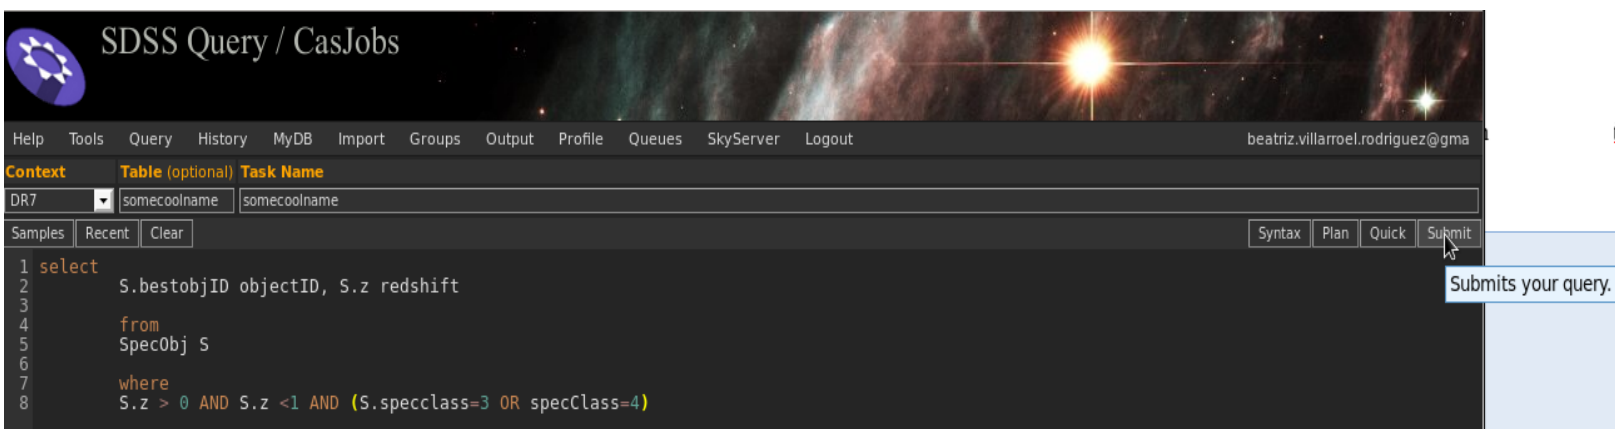 SDSS Query / CasJobs
Help Tools Query History MyDB Import Groups Output Profile Queues SkyServer Logout beatriz.villarroel.rodriguez@gma
Context Table (optional) Task Name
DR7 somecoolname somecoolname
Samples Recent Clear Syntax Plan Quick Submit
1 select
2 S.bestobjID objectID, S.z redshift
3
4 from
5 SpecObj S
6
7 where
8 S.z > 0 AND S.z <1 AND (S.specclass=3 OR specClass=4)
Submits your query.